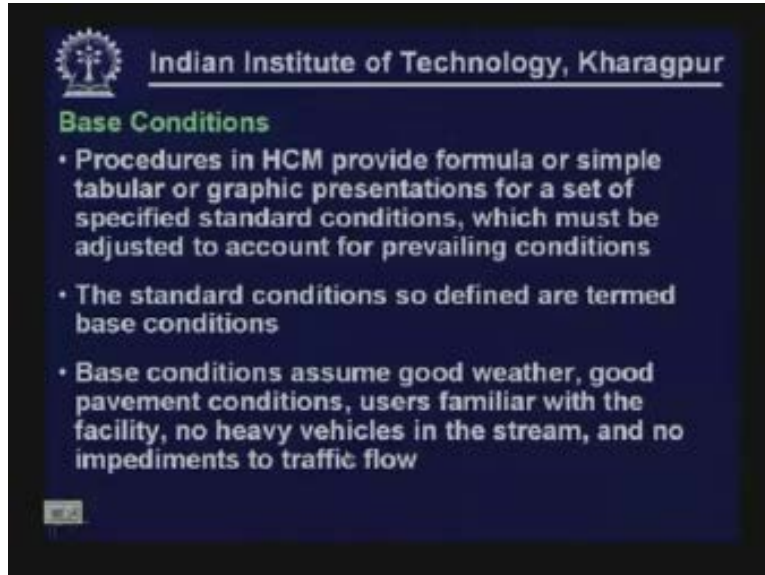 Indian Institute of Technology, Kharagpur
Base Conditions
• Procedures in HCM provide formula or simple
tabular or graphic presentations for a set of
specified standard conditions, which must be
adjusted to account for prevailing conditions
• The standard conditions so defined are termed
base conditions
• Base conditions assume good weather, good
pavement conditions, users familiar with the
facility, no heavy vehicles in the stream, and no
impediments to traffic flow